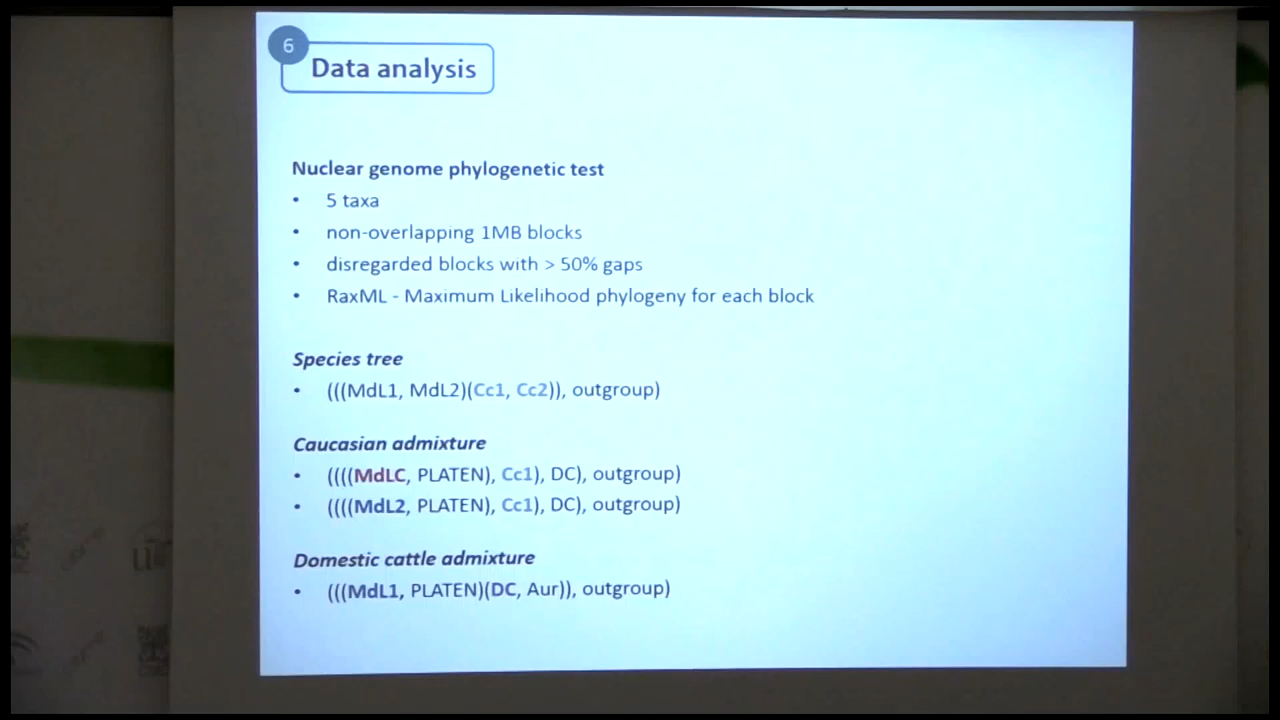 6
Data analysis
Nuclear genome phylogenetic test
• 5 taxa
• non-overlapping 1MB blocks
• disregarded blocks with > 50% gaps
• RaxML - Maximum Likelihood phylogeny for each block
Species tree
• (((MdL1, MdL2)(Cc1, Cc2)), outgroup)
Caucasian admixture
• ((((MdLC, PLATEN), Cc1), DC), outgroup)
• ((((MdL2, PLATEN), Cc1), DC), outgroup)
Domestic cattle admixture
• (((MdL1, PLATEN)(DC, Aur)), outgroup)